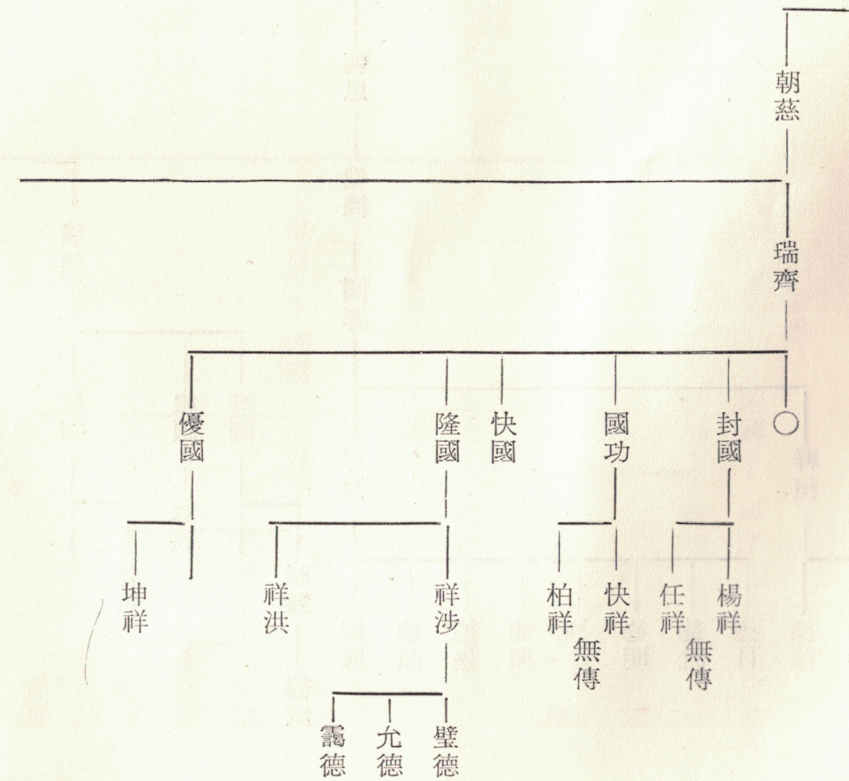 朝慈
瑞齊
〇
封國
國功
快國
隆國
優國
楊祥
任祥
無傳
快祥
柏祥
無傳
祥涉
祥洪
坤祥
璧德
允德
靄德